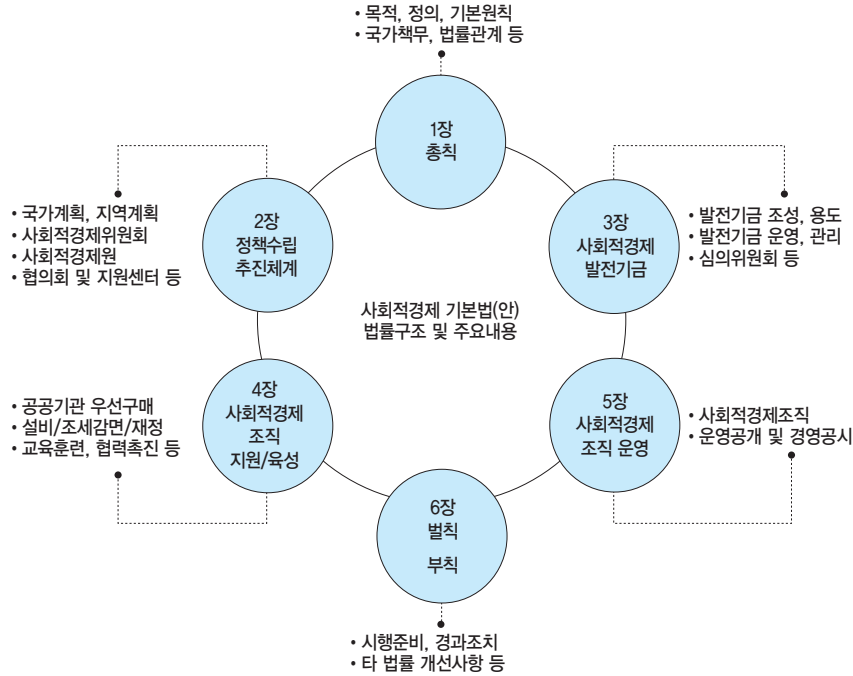 • 목적, 정의, 기본원칙
• 국가책무, 법률관계 등
1장
총칙
2장
정책수립
추진체계
• 국가계획, 지역계획
• 사회적경제위원회
• 사회적경제원
• 협의회 및 지원센터 등
3장
사회적경제
발전기금
• 발전기금 조성, 용도
• 발전기금 운영, 관리
• 심의위원회 등
사회적경제 기본법(안)
법률구조 및 주요내용
4장
사회적경제
조직
지원/육성
• 공공기관 우선구매
• 설비/조세감면/재정
• 교육훈련, 협력촉진 등
5장
사회적경제
조직 운영
• 사회적경제조직
• 운영공개 및 경영공시
6장
벌칙
부칙
• 시행준비, 경과조치
• 타 법률 개선사항 등